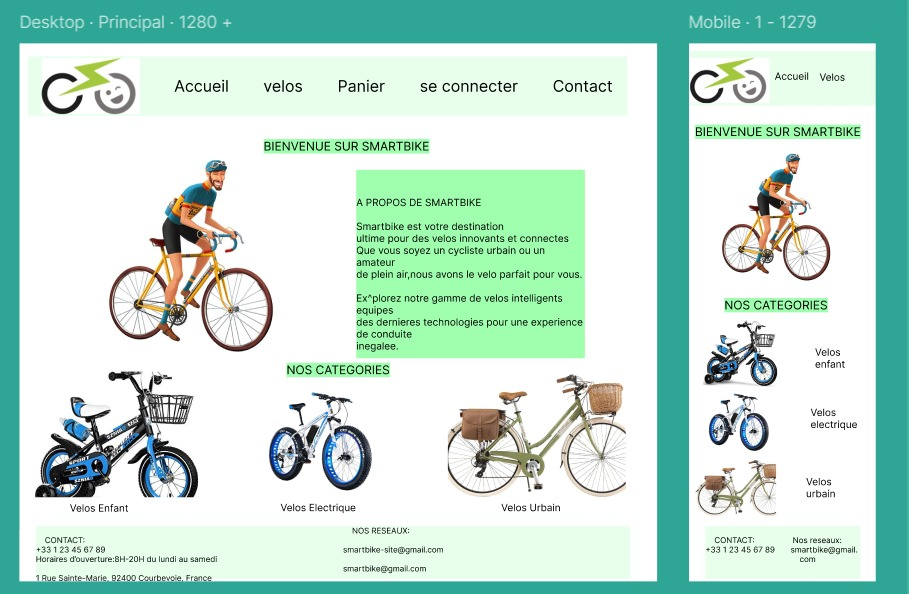 Desktop · Principal · 1280 +
Accueil velos Panier se connecter Contact
BIENVENUE SUR SMARTBIKE
A PROPOS DE SMARTBIKE
Smartbike est votre destination
ultime pour des velos innovants et connectes
Que vous soyez un cycliste urbain ou un
amateur
de plein air,nous avons le velo parfait pour vous.
Ex^plorez notre gamme de velos intelligents
equipes
des dernieres technologies pour une experience
de conduite
inegalee.
NOS CATEGORIES
Velos Enfant
Velos Electrique
Velos Urbain
CONTACT:
+33 1 23 45 67 89
Horaires d'ouverture:8H-20H du lundi au samedi
1 Rue Sainte-Marie, 92400 Courbevoie, France
NOS RESEAUX:
smartbike-site@gmail.com
smartbike@gmail.com
Mobile · 1 - 1279
Accueil Velos
BIENVENUE SUR SMARTBIKE
NOS CATEGORIES
Velos
enfant
Velos
electrique
Velos
urbain
CONTACT:
+33 1 23 45 67 89
Nos reseaux:
smartbike@gmail.
com